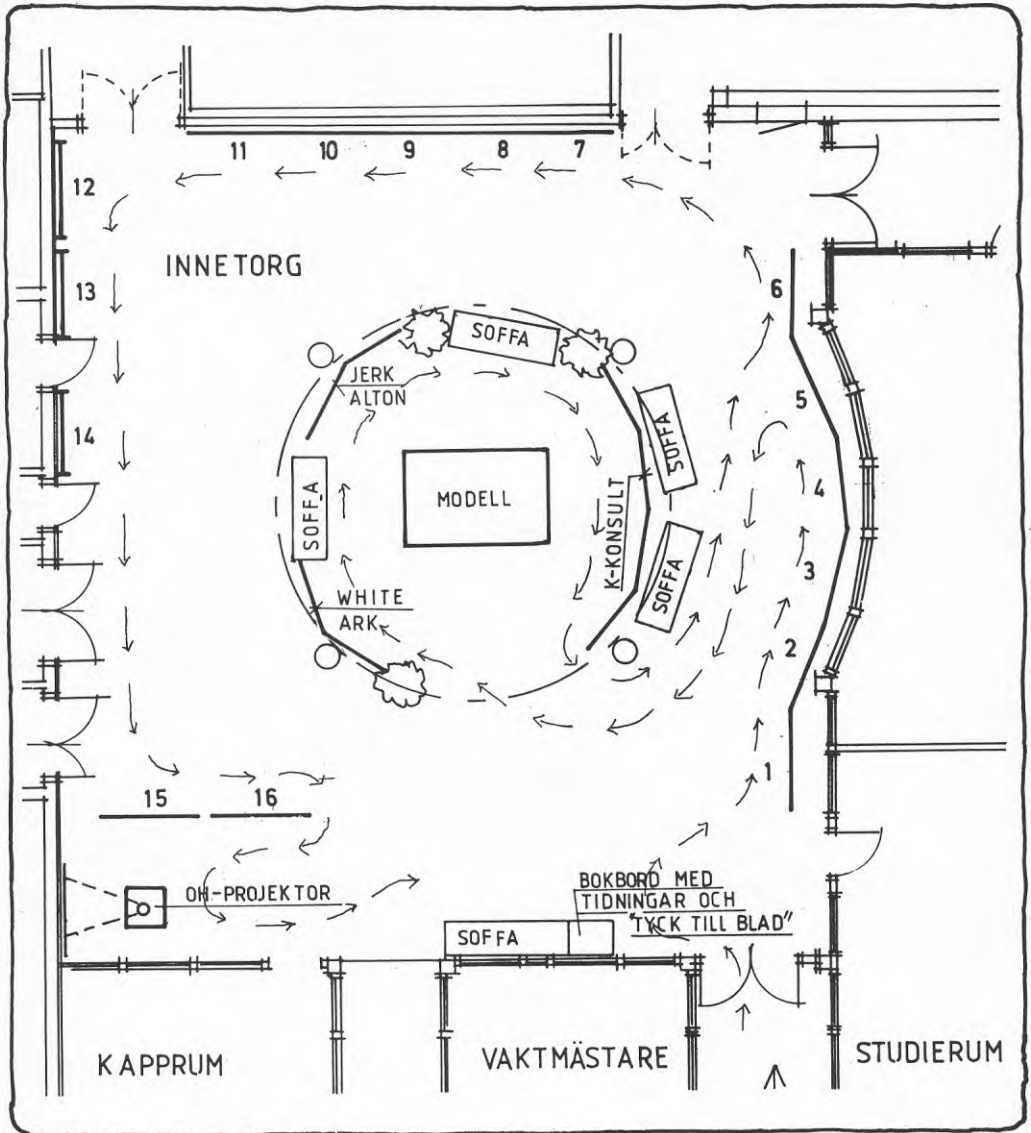 11 10 9 8 7
12
INNETORG
13
6
SOFFA
JERK
ALTON
5
14
SOFFA
SOFFA
MODELL
4
K-KONSULT
3
SOFFA
WHITE
ARK
2
1
15 16
OH-PROJEKTOR
BOKBORD MED
TIDNINGAR OCH
"TYCK TILL BLAD"
SOFFA
KAPPRUM
VAKTMÄSTARE
STUDIERUM